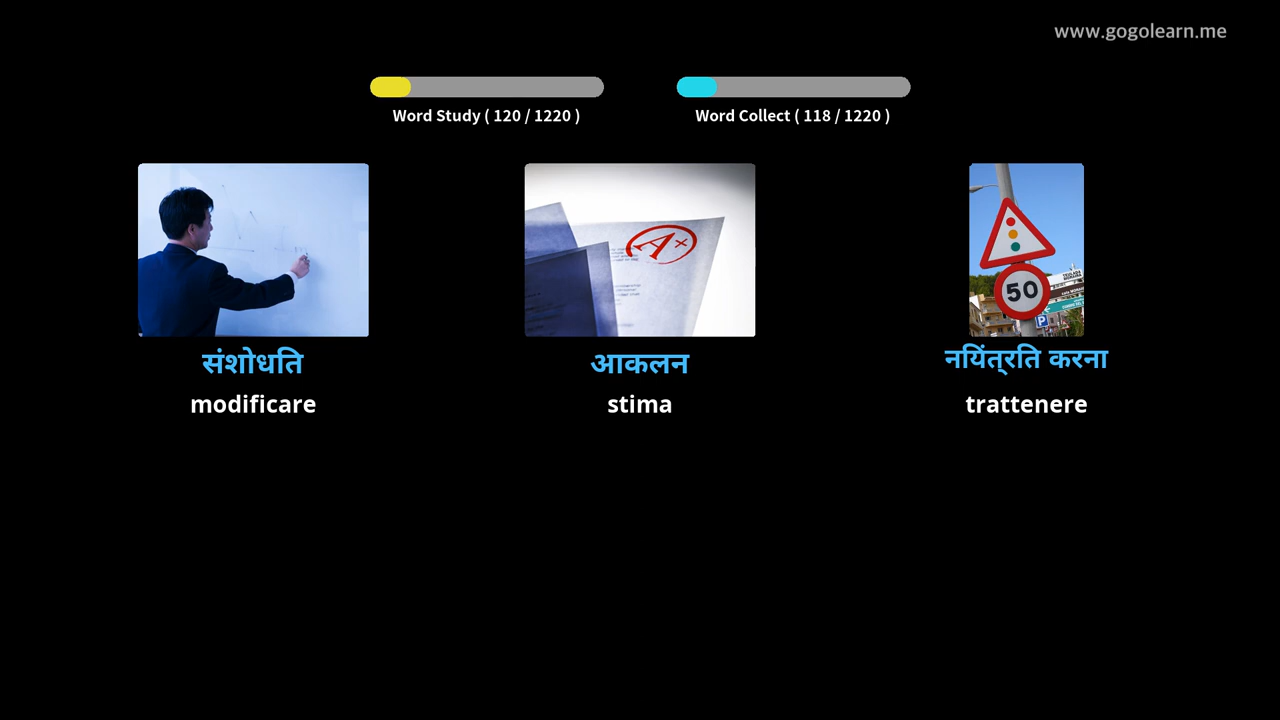 www.gogolearn.me
Word Study ( 120 / 1220 )
Word Collect ( 118 / 1220 )
A+
50
P
संशोधति
आकलन
नयिंत्रति करना
modificare
stima
trattenere